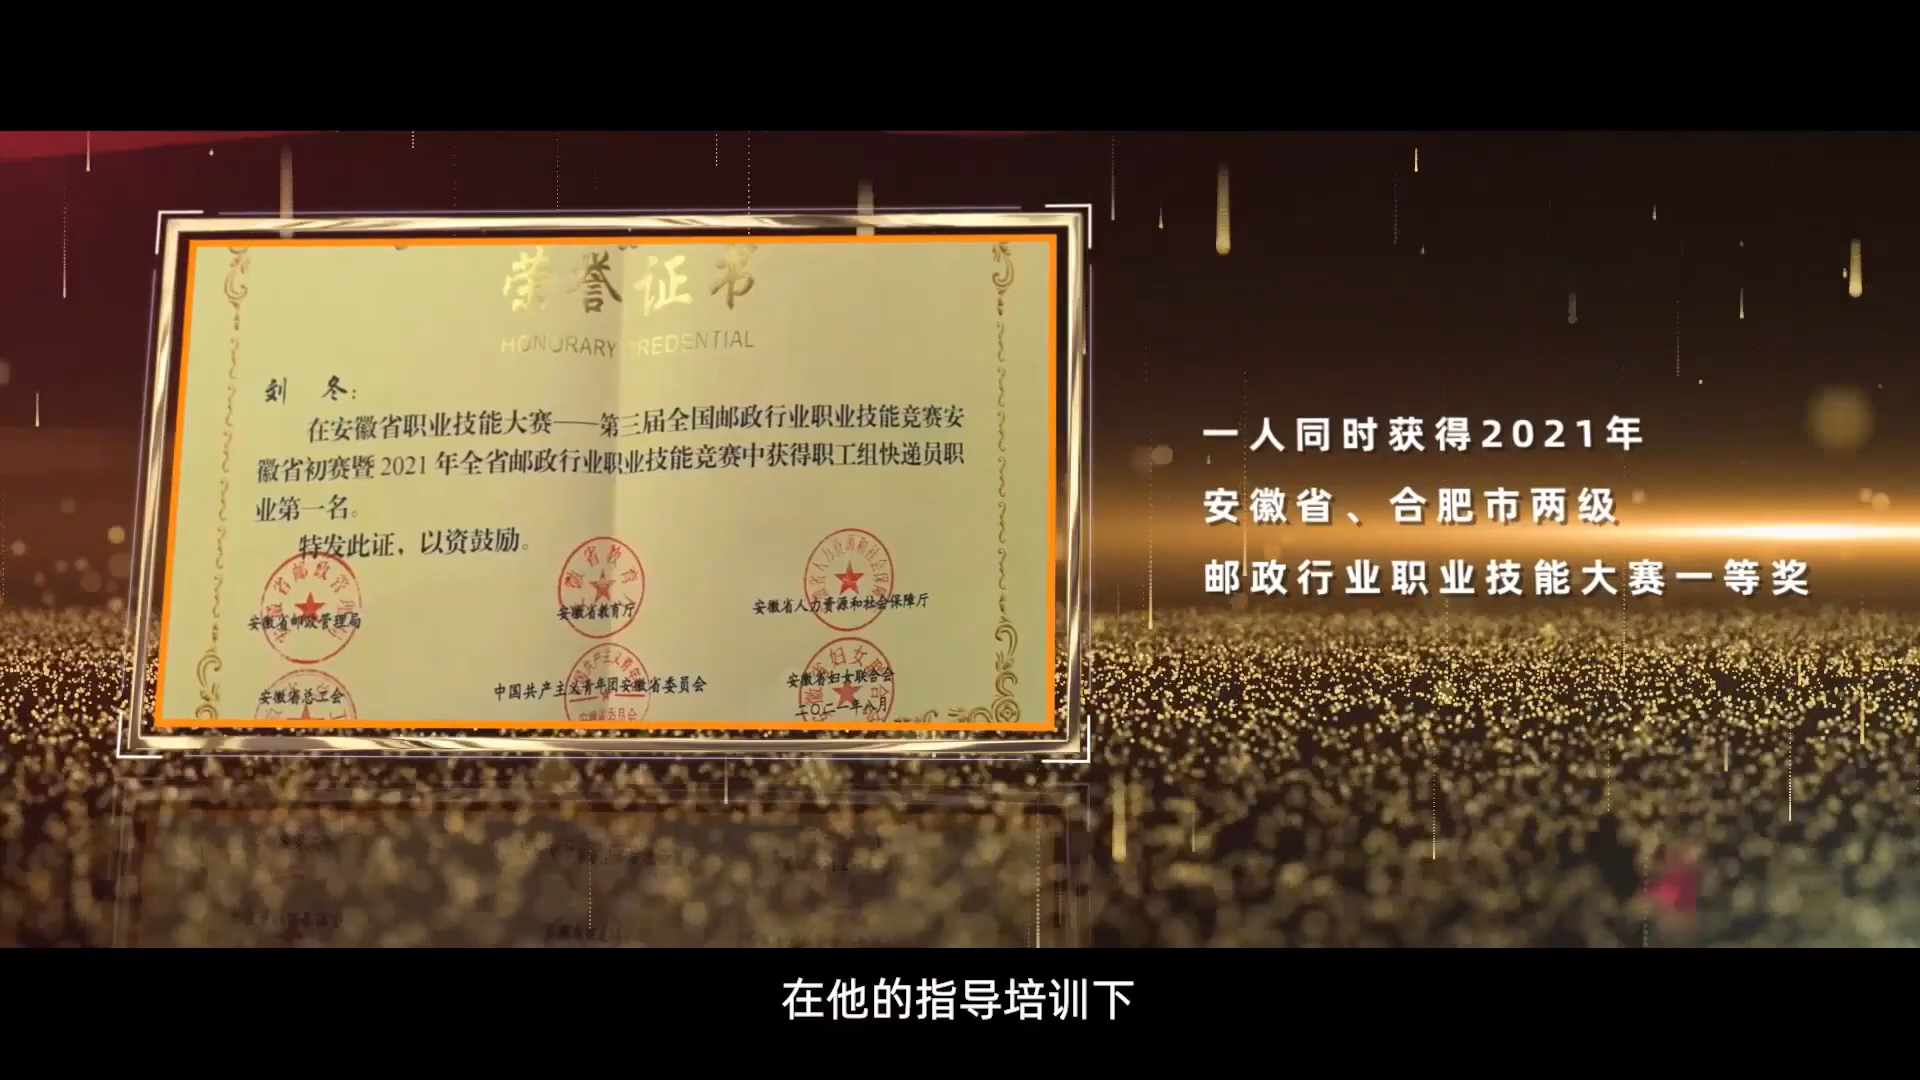 荣誉证书
HONORARY CREDENTIAL
刘 冬:
在安徽省职业技能大赛——第三届全国邮政行业职业技能竞赛安
徽省初赛暨2021年全省邮政行业职业技能竞赛中获得职工组快递员职
业第一名。
特发此证,以资鼓励。
安徽省邮政管理局
安徽省教育厅
安徽省人力资源和社会保障厅
安徽省总工会
中国共产主义青年团安徽省委员会
安徽省妇女联合会
一人同时获得2021年
安徽省、合肥市两级
邮政行业职业技能大赛一等奖
在他的指导培训下